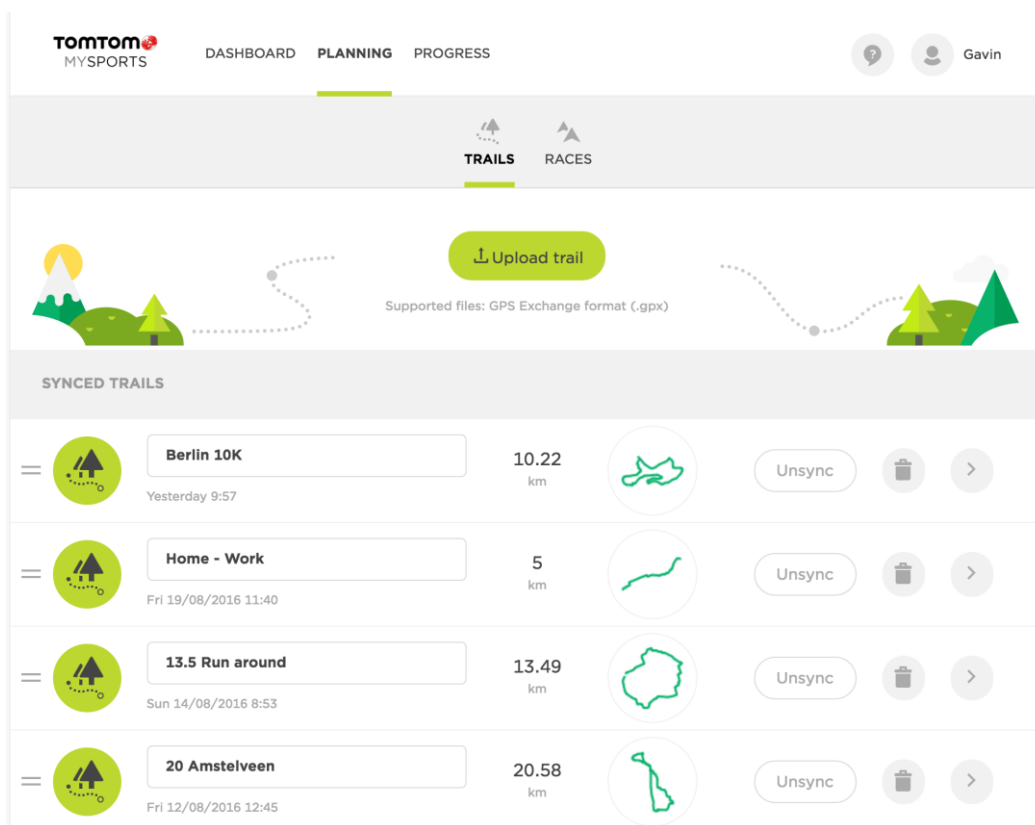 TOMTOM
MYSPORTS
DASHBOARD PLANNING PROGRESS
? Gavin
TRAILS RACES
Upload trail
Supported files: GPS Exchange format (.gpx)
SYNCED TRAILS
Berlin 10K
Yesterday 9:57
10.22
km
Unsync
Home - Work
Fri 19/08/2016 11:40
5
km
Unsync
13.5 Run around
Sun 14/08/2016 8:53
13.49
km
Unsync
20 Amstelveen
Fri 12/08/2016 12:45
20.58
km
Unsync